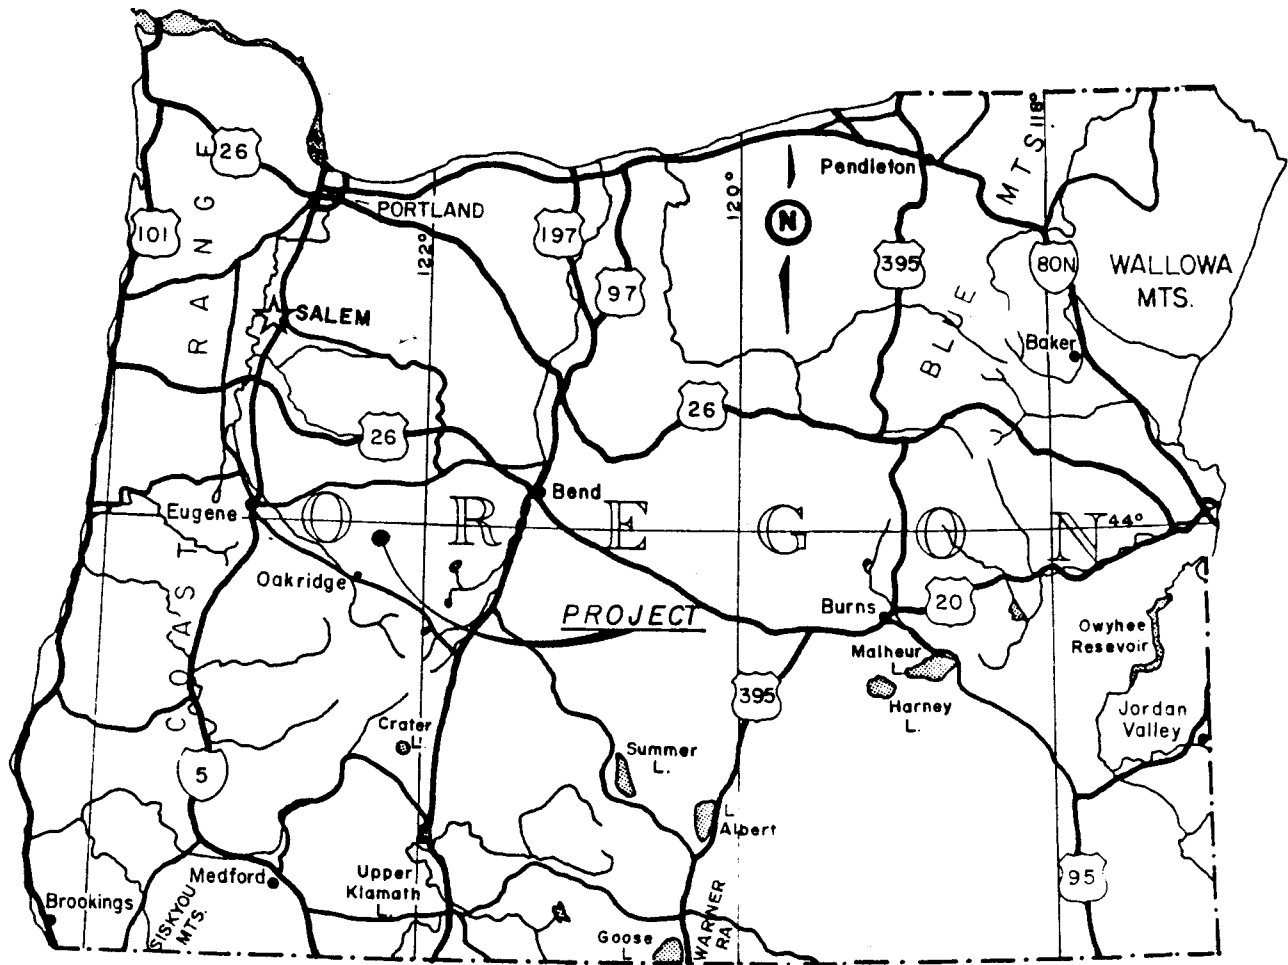 118°
26
RANGE
MTS
Pendleton
120°
N
PORTLAND
101
197
122°
395
80N
WALLOWA
MTS.
97
SALEM
BLUE
Baker
26
26
Bend
Eugene
OREGON
44°
Oakridge
COAST
PROJECT
Burns
20
Owyhee
Resevoir
Malheur
L.
395
Harney
L.
Jordan
Valley
Crater
L.
Summer
L.
5
L.
Albert
Upper
Klamath
L.
Medford
95
Brookings
SISKYOU
MTS.
WARNER
RA.
Goose
L.